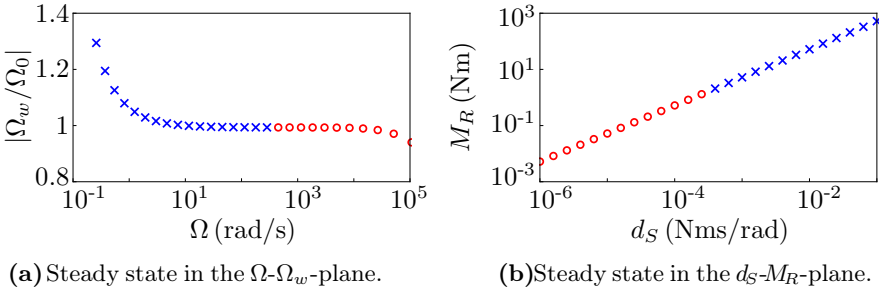 1.4
1.2
1
0.8
|Ω_w/Ω_0|
10^-1
10^1
10^3
10^5
Ω (rad/s)
10^3
10^1
10^-1
10^-3
M_R (Nm)
10^-6
10^-4
10^-2
d_S (Nms/rad)
(a) Steady state in the Ω-Ω_w-plane.
(b) Steady state in the d_S-M_R-plane.